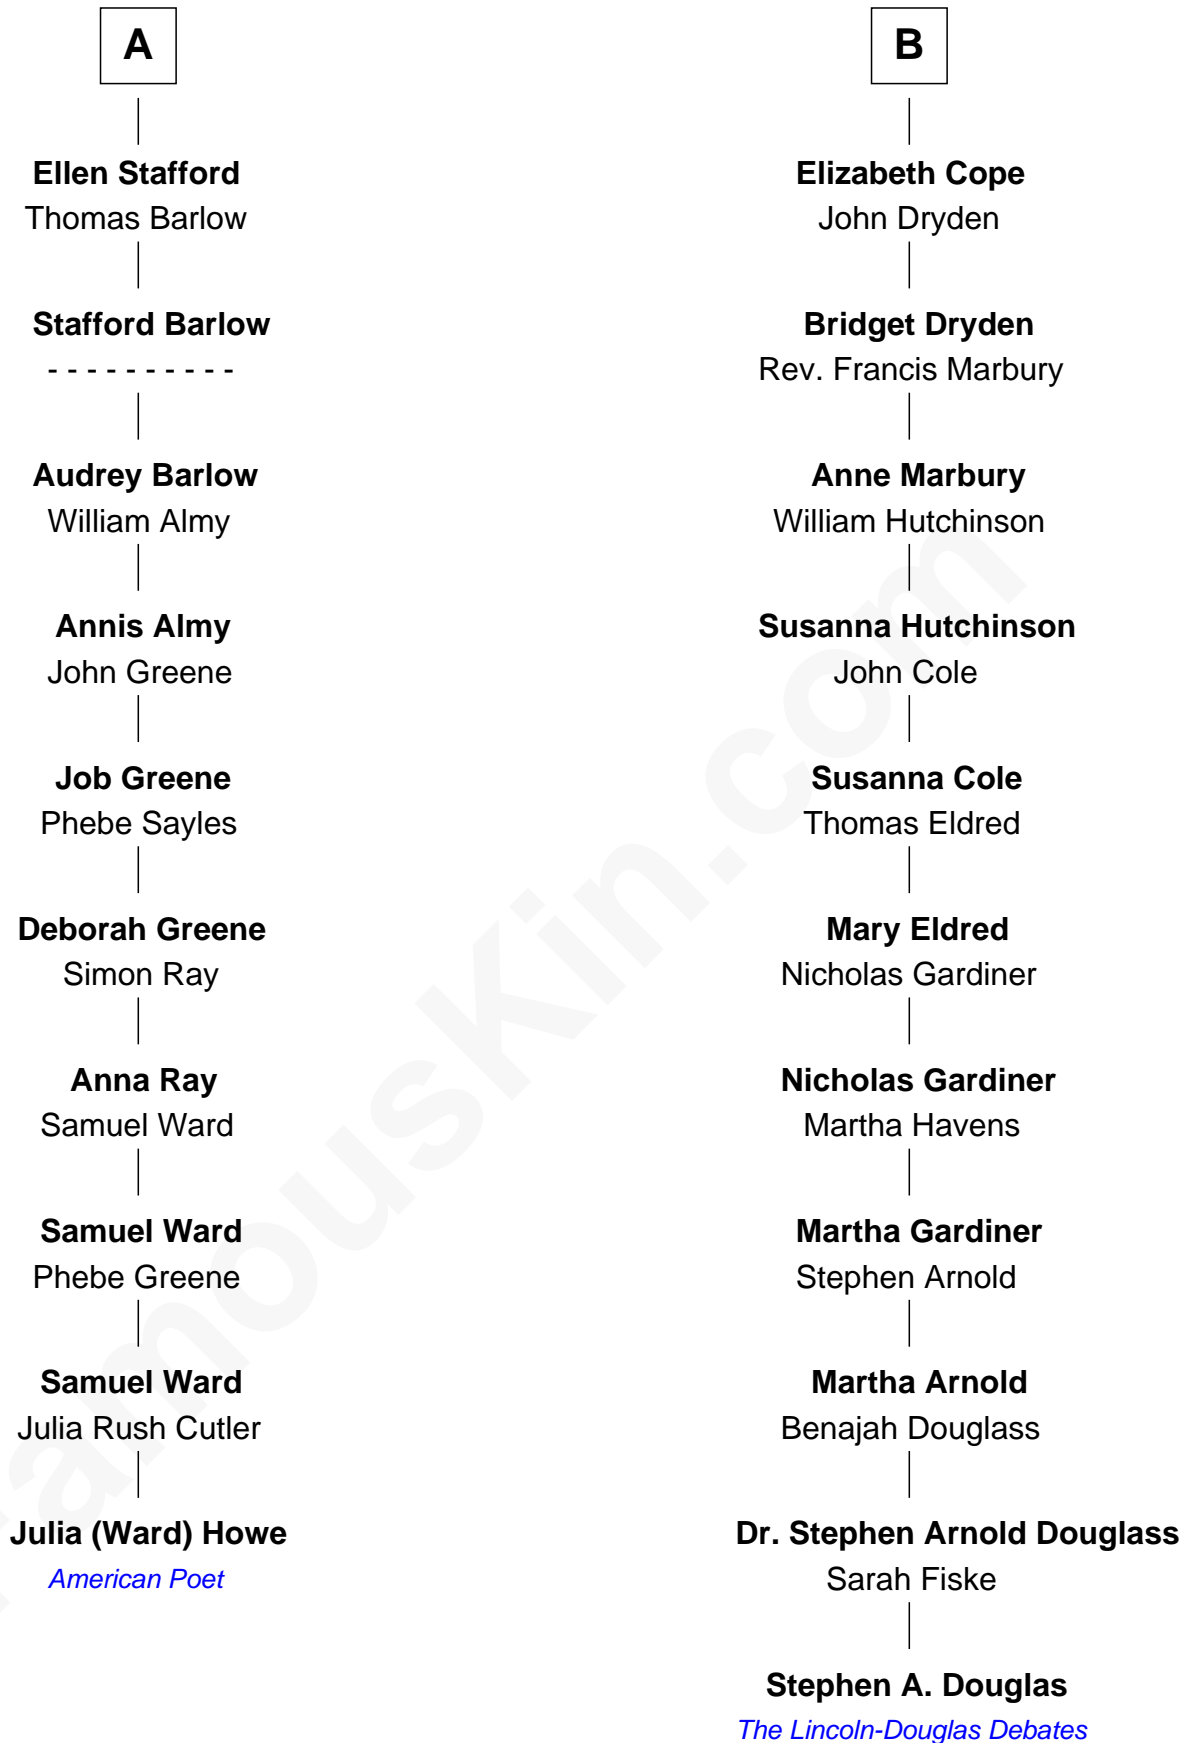 A
Ellen Stafford
Thomas Barlow
Stafford Barlow
- - - - - - - - - -
Audrey Barlow
William Almy
Annis Almy
John Greene
Job Greene
Phebe Sayles
Deborah Greene
Simon Ray
Anna Ray
Samuel Ward
Samuel Ward
Phebe Greene
Samuel Ward
Julia Rush Cutler
Julia (Ward) Howe
American Poet
B
Elizabeth Cope
John Dryden
Bridget Dryden
Rev. Francis Marbury
Anne Marbury
William Hutchinson
Susanna Hutchinson
John Cole
Susanna Cole
Thomas Eldred
Mary Eldred
Nicholas Gardiner
Nicholas Gardiner
Martha Havens
Martha Gardiner
Stephen Arnold
Martha Arnold
Benajah Douglass
Dr. Stephen Arnold Douglass
Sarah Fiske
Stephen A. Douglas
The Lincoln-Douglas Debates
FamousKin.com